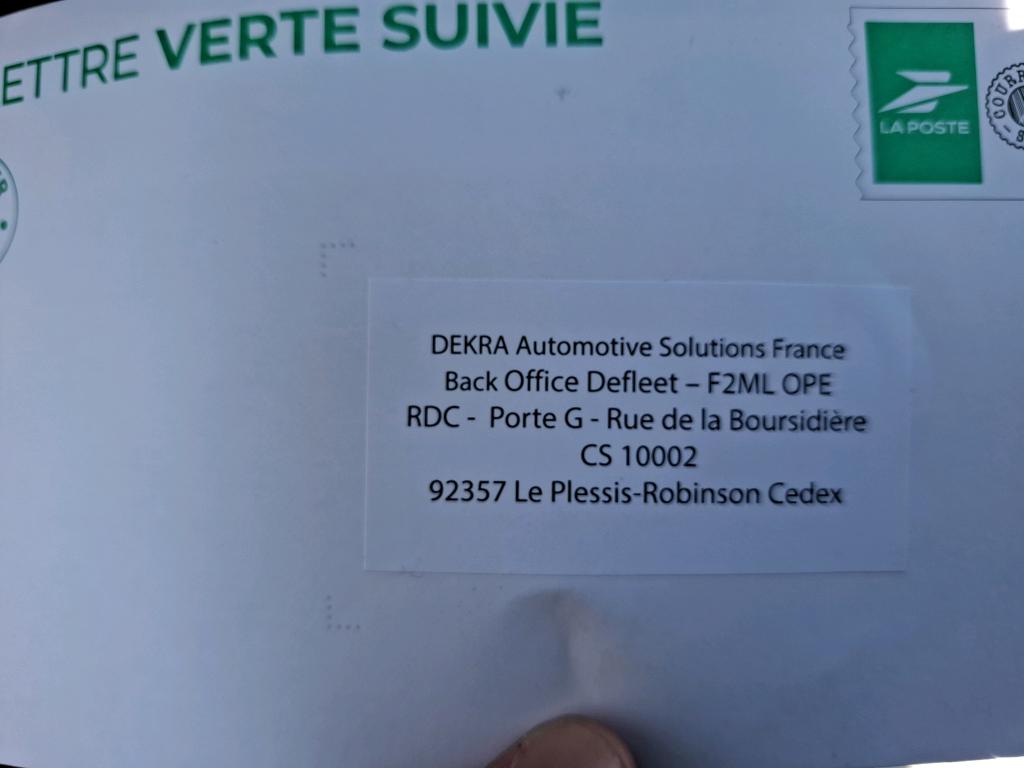 ETTRE VERTE SUIVIE
LA POSTE
COURR
DEKRA Automotive Solutions France
Back Office Defleet – F2ML OPE
RDC - Porte G - Rue de la Boursidière
CS 10002
92357 Le Plessis-Robinson Cedex